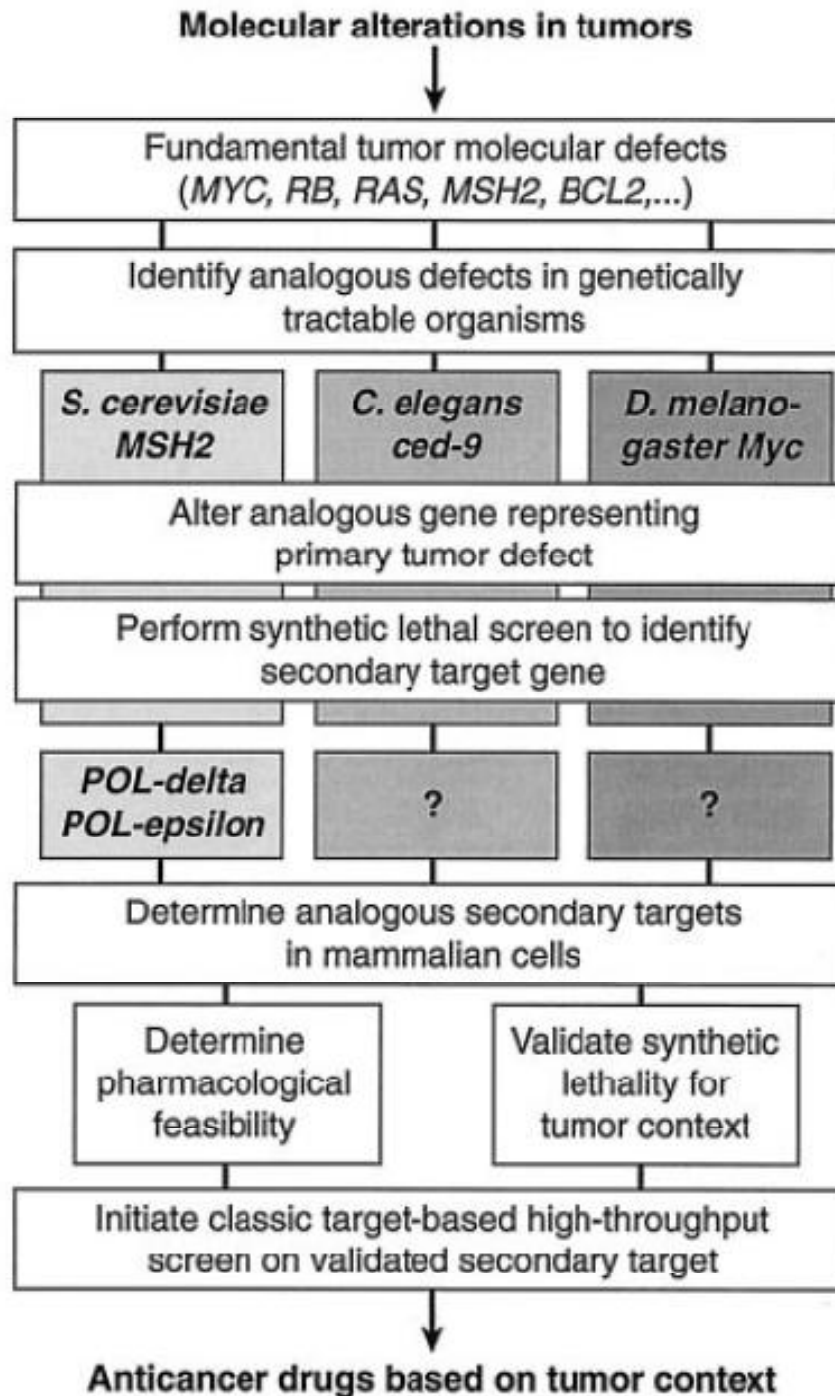 Molecular alterations in tumors
Fundamental tumor molecular defects
(MYC, RB, RAS, MSH2, BCL2,...)
Identify analogous defects in genetically
tractable organisms
S. cerevisiae
MSH2
C. elegans
ced-9
D. melano-
gaster Myc
Alter analogous gene representing
primary tumor defect
Perform synthetic lethal screen to identify
secondary target gene
POL-delta
POL-epsilon
?
?
Determine analogous secondary targets
in mammalian cells
Determine
pharmacological
feasibility
Validate synthetic
lethality for
tumor context
Initiate classic target-based high-throughput
screen on validated secondary target
Anticancer drugs based on tumor context